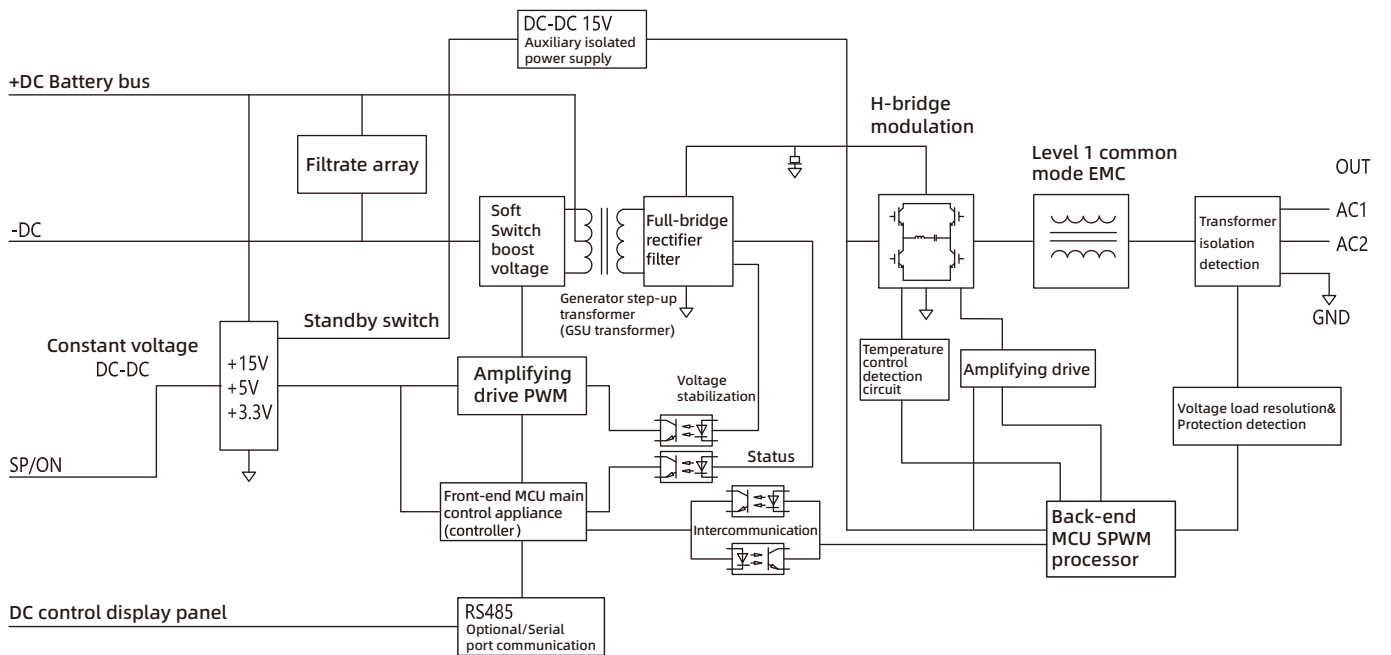 DC-DC 15V
Auxiliary isolated
power supply
+DC Battery bus
H-bridge
modulation
Filtrate array
Level 1 common
mode EMC
OUT
Soft
Switch
boost
voltage
Full-bridge
rectifier
filter
Transformer
isolation
detection
AC1
AC2
-DC
GND
Generator step-up
transformer
(GSU transformer)
Standby switch
Constant voltage
DC-DC
+15V
+5V
+3.3V
Amplifying
drive PWM
Voltage
stabilization
Temperature
control
detection
circuit
Amplifying drive
Voltage load resolution&
Protection detection
SP/ON
Status
Front-end MCU main
control appliance
(controller)
Intercommunication
Back-end
MCU SPWM
processor
DC control display panel
RS485
Optional/Serial
port communication